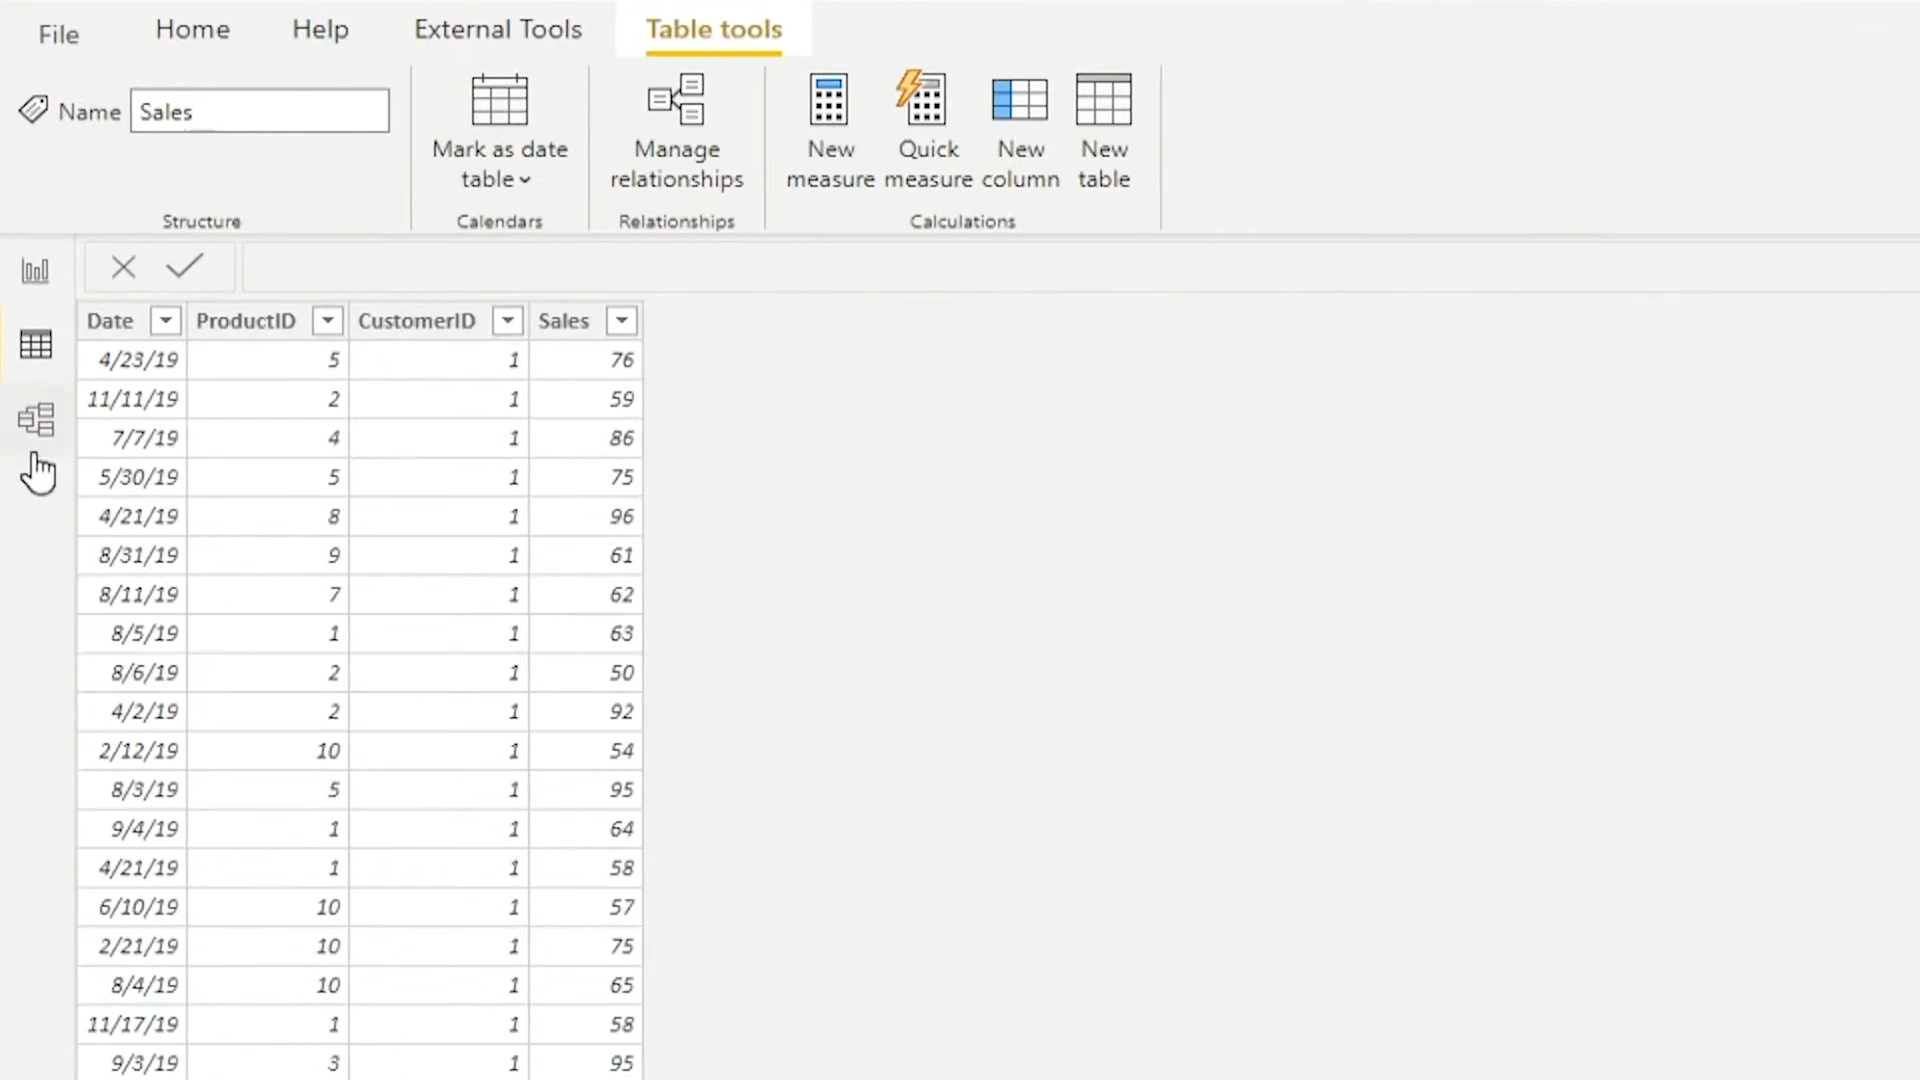 File Home Help External Tools Table tools
Name Sales
Mark as date table
Manage relationships
New measure
Quick measure
New column
New table
Structure Calendars Relationships Calculations
Date ProductID CustomerID Sales
4/23/19 5 1 76
11/11/19 2 1 59
7/7/19 4 1 86
5/30/19 5 1 75
4/21/19 8 1 96
8/31/19 9 1 61
8/11/19 7 1 62
8/5/19 1 1 63
8/6/19 2 1 50
4/2/19 2 1 92
2/12/19 10 1 54
8/3/19 5 1 95
9/4/19 1 1 64
4/21/19 1 1 58
6/10/19 10 1 57
2/21/19 10 1 75
8/4/19 10 1 65
11/17/19 1 1 58
9/3/19 3 1 95